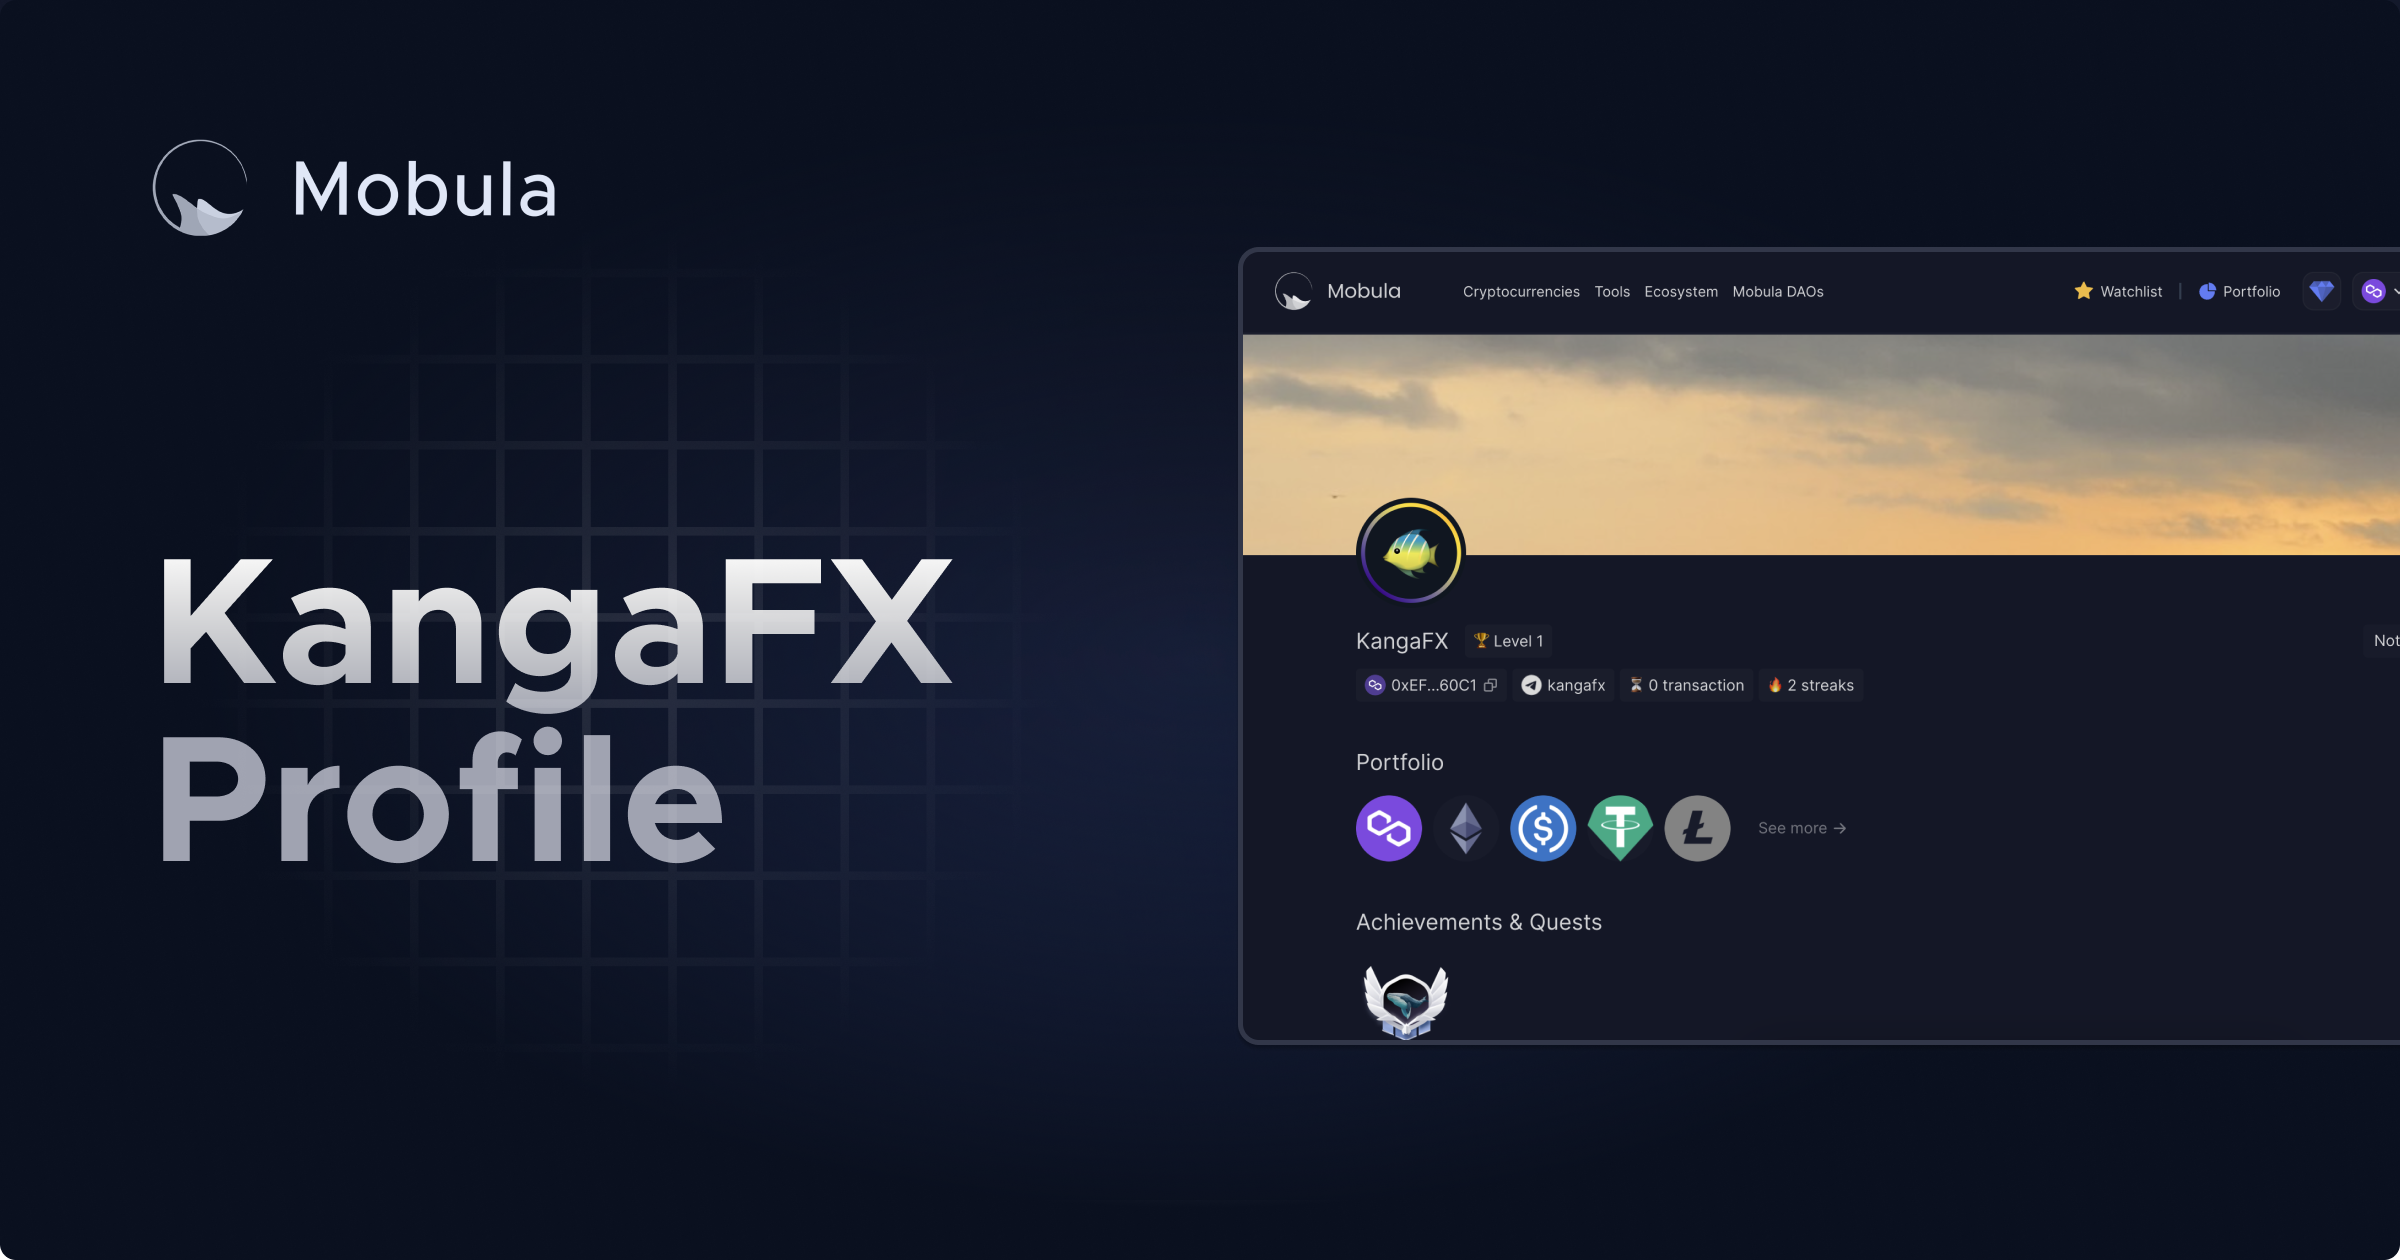 Mobula
KangaFX
Profile
Mobula
Cryptocurrencies Tools Ecosystem Mobula DAOs
Watchlist | Portfolio
KangaFX Level 1
Not
0xEF...60C1 kangafx 0 transaction 2 streaks
Portfolio
See more →
Achievements & Quests